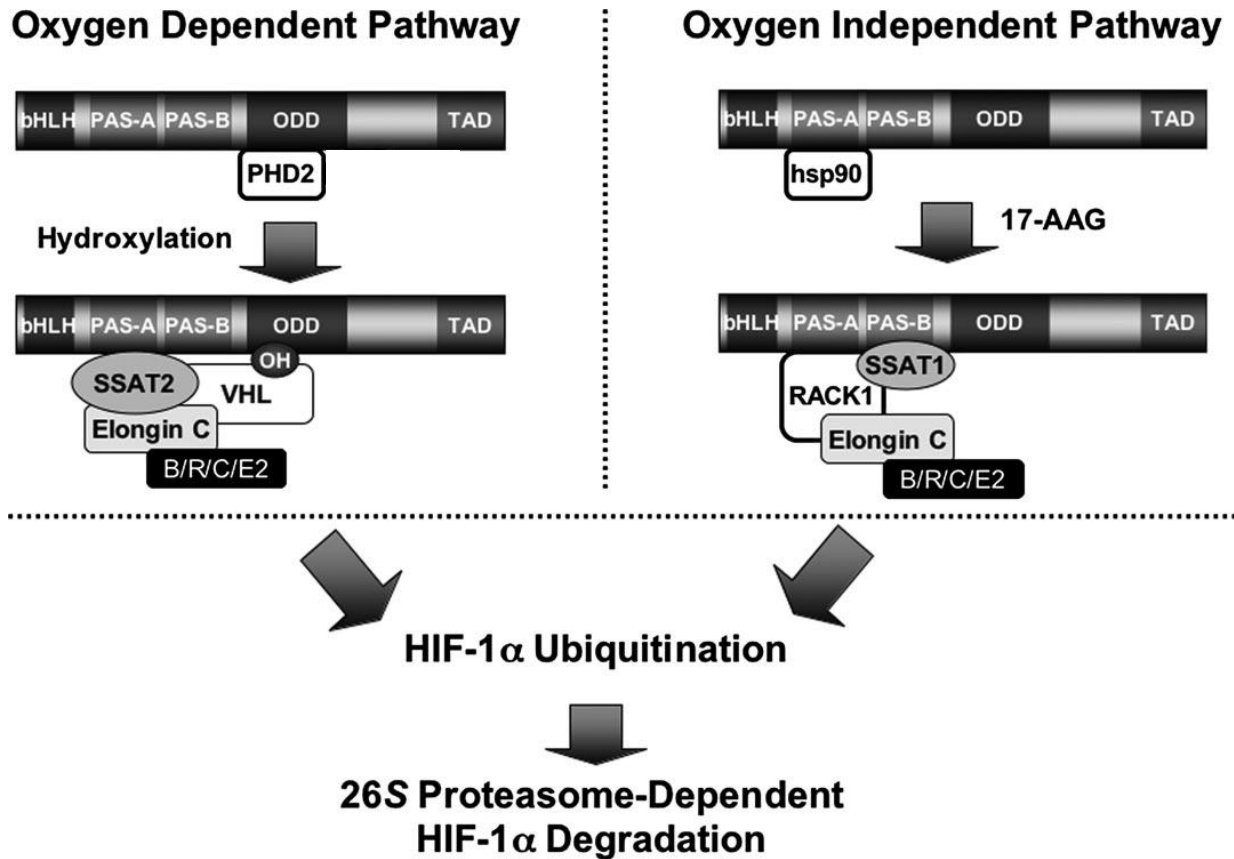 Oxygen Dependent Pathway
bHLH PAS-A PAS-B ODD TAD
PHD2
Hydroxylation
bHLH PAS-A PAS-B ODD TAD
OH
SSAT2
VHL
Elongin C
B/R/C/E2
Oxygen Independent Pathway
bHLH PAS-A PAS-B ODD TAD
hsp90
17-AAG
bHLH PAS-A PAS-B ODD TAD
SSAT1
RACK1
Elongin C
B/R/C/E2
HIF-1α Ubiquitination
26S Proteasome-Dependent
HIF-1α Degradation